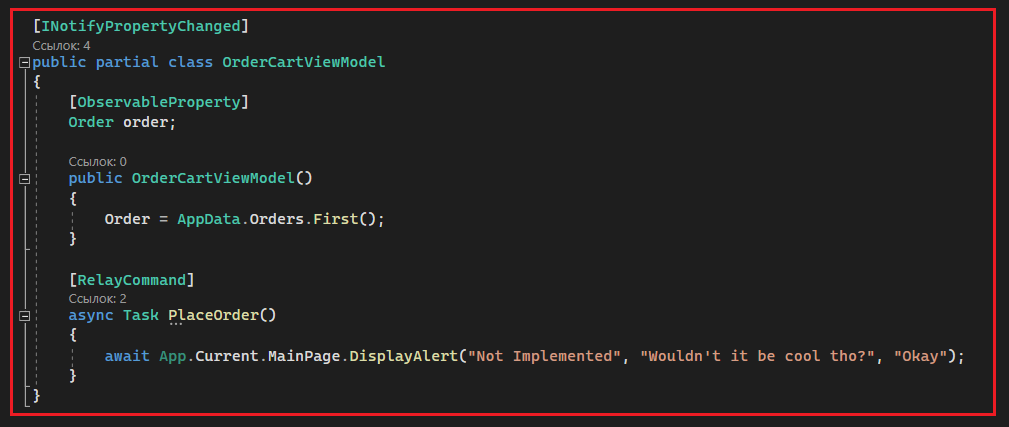 [INotifyPropertyChanged]
Ссылок: 4
public partial class OrderCartViewModel
{
[ObservableProperty]
Order order;
Ссылок: 0
public OrderCartViewModel()
{
Order = AppData.Orders.First();
}
[RelayCommand]
Ссылок: 2
async Task PlaceOrder()
{
await App.Current.MainPage.DisplayAlert("Not Implemented", "Wouldn't it be cool tho?", "Okay");
}
}